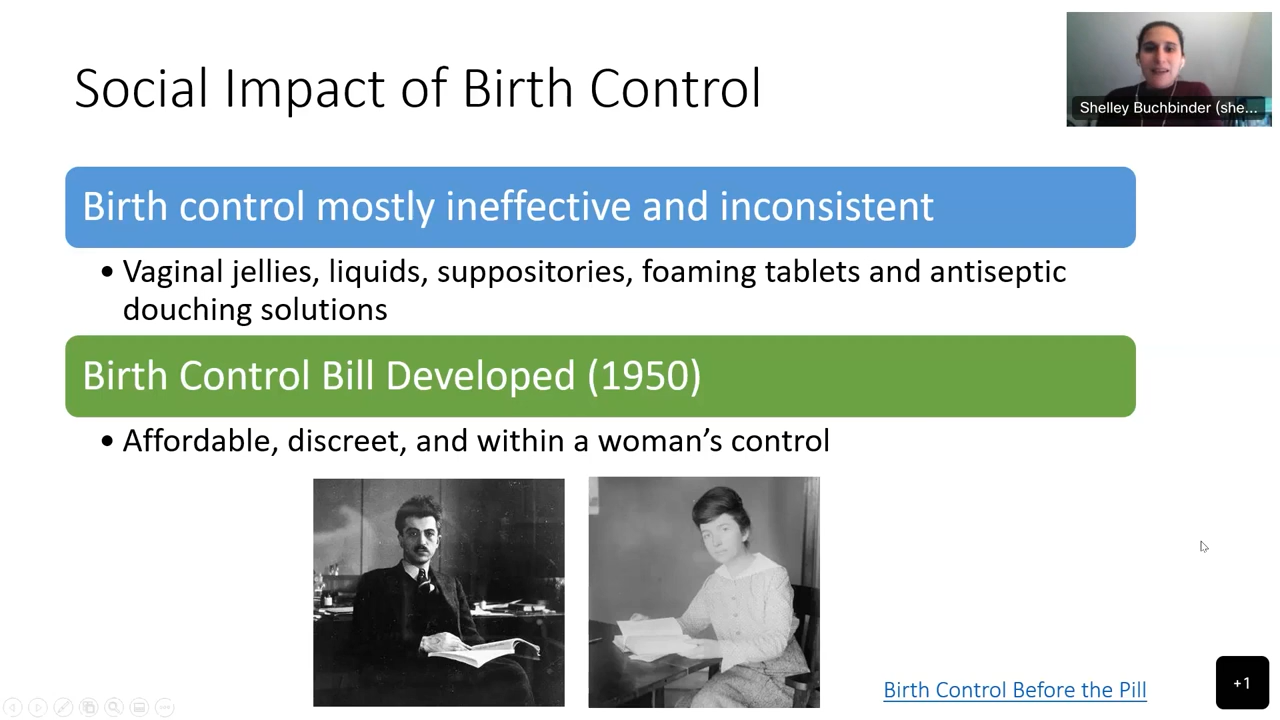 Social Impact of Birth Control
Shelley Buchbinder (she...
Birth control mostly ineffective and inconsistent
• Vaginal jellies, liquids, suppositories, foaming tablets and antiseptic
douching solutions
Birth Control Bill Developed (1950)
• Affordable, discreet, and within a woman’s control
Birth Control Before the Pill
+1